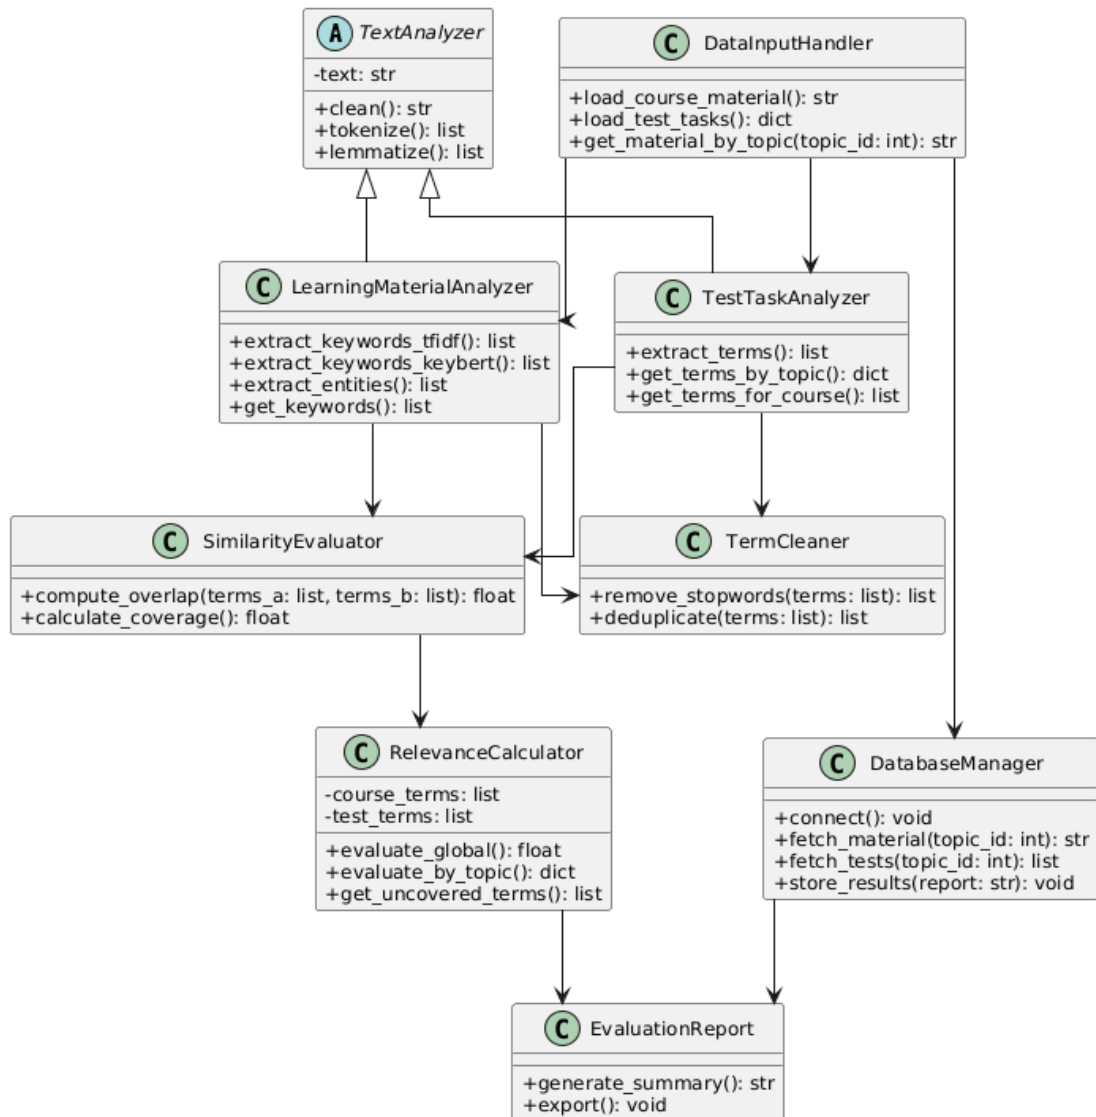 A TextAnalyzer
-text: str
+clean(): str
+tokenize(): list
+lemmatize(): list
C DataInputHandler
+load_course_material(): str
+load_test_tasks(): dict
+get_material_by_topic(topic_id: int): str
C LearningMaterialAnalyzer
+extract_keywords_tfidf(): list
+extract_keywords_keybert(): list
+extract_entities(): list
+get_keywords(): list
C TestTaskAnalyzer
+extract_terms(): list
+get_terms_by_topic(): dict
+get_terms_for_course(): list
C SimilarityEvaluator
+compute_overlap(terms_a: list, terms_b: list): float
+calculate_coverage(): float
C TermCleaner
+remove_stopwords(terms: list): list
+deduplicate(terms: list): list
C RelevanceCalculator
-course_terms: list
-test_terms: list
+evaluate_global(): float
+evaluate_by_topic(): dict
+get_uncovered_terms(): list
C DatabaseManager
+connect(): void
+fetch_material(topic_id: int): str
+fetch_tests(topic_id: int): list
+store_results(report: str): void
C EvaluationReport
+generate_summary(): str
+export(): void